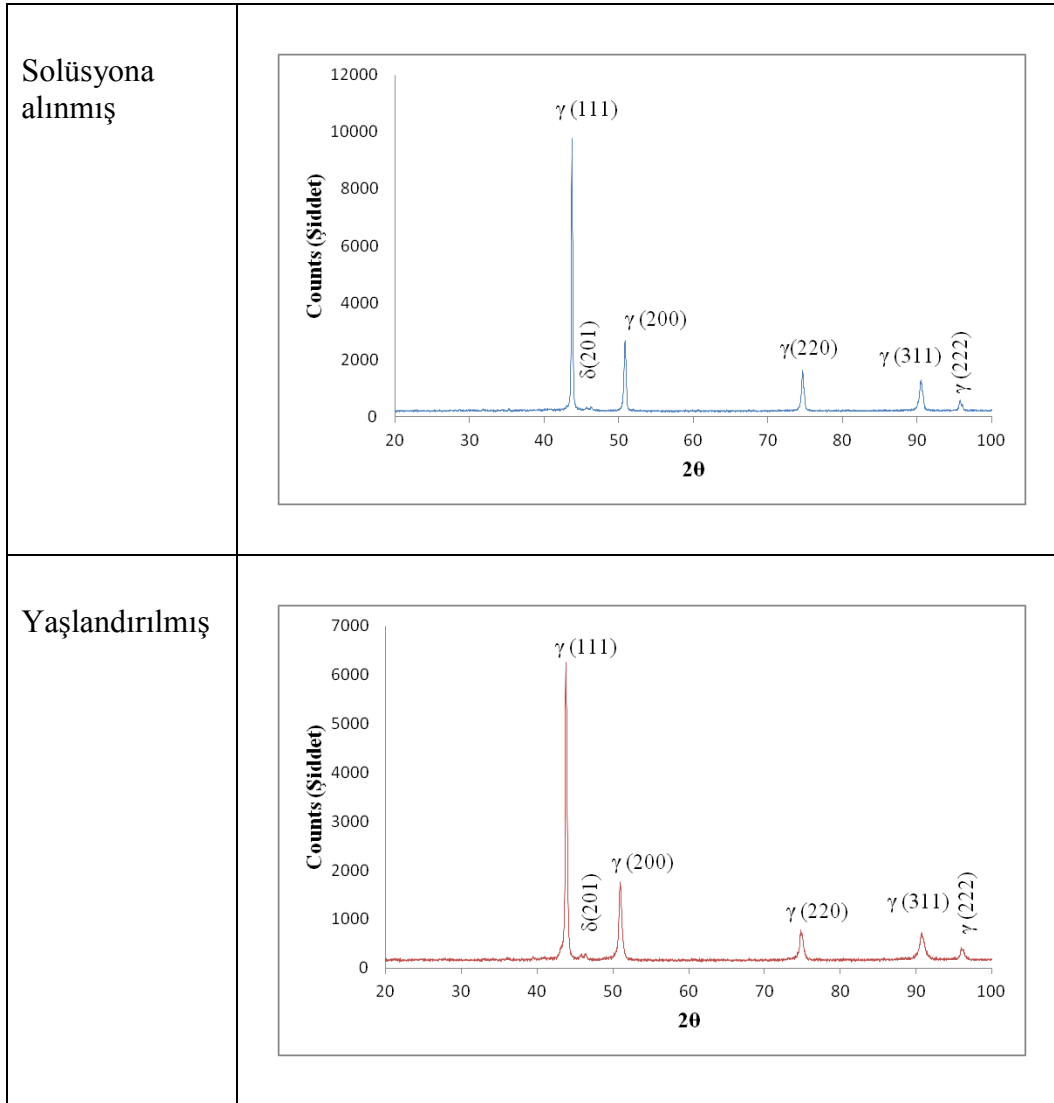 Solüsyona
alınmış
12000
10000
8000
6000
4000
2000
0
Counts (Şiddet)
γ (111)
δ(201)
γ (200)
γ(220)
γ (311)
γ (222)
20 30 40 50 60 70 80 90 100
2θ
Yaşlandırılmış
7000
6000
5000
4000
3000
2000
1000
0
Counts (Şiddet)
γ (111)
δ(201)
γ (200)
γ (220)
γ (311)
γ (222)
20 30 40 50 60 70 80 90 100
2θ